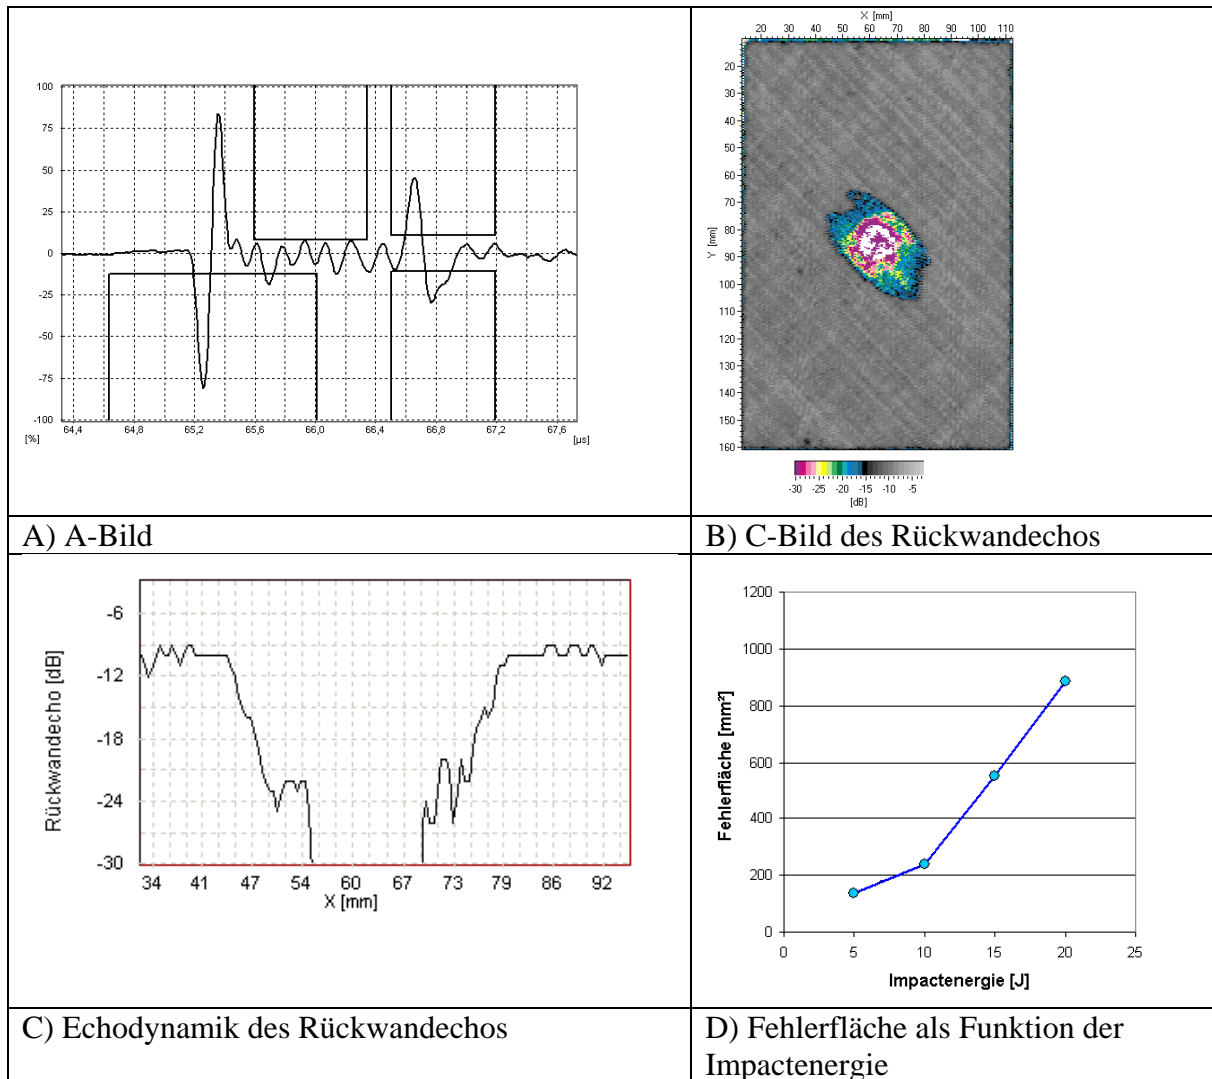 100
75
50
25
0
-25
-50
-75
-100
[%]
64,4 64,8 65,2 65,6 66,0 66,4 66,8 67,2 67,6
[µs]
A) A-Bild
X [mm]
20 30 40 50 60 70 80 90 100 110
20
30
40
50
60
70
80
90
100
110
120
130
140
150
160
Y [mm]
-30 -25 -20 -15 -10 -5
[dB]
B) C-Bild des Rückwandechos
Rückwandecho [dB]
-6
-12
-18
-24
-30
34 41 47 54 60 67 73 79 86 92
X [mm]
C) Echodynamik des Rückwandechos
Fehlerfläche [mm²]
1200
1000
800
600
400
200
0
0 5 10 15 20 25
Impactenergie [J]
D) Fehlerfläche als Funktion der
Impactenergie